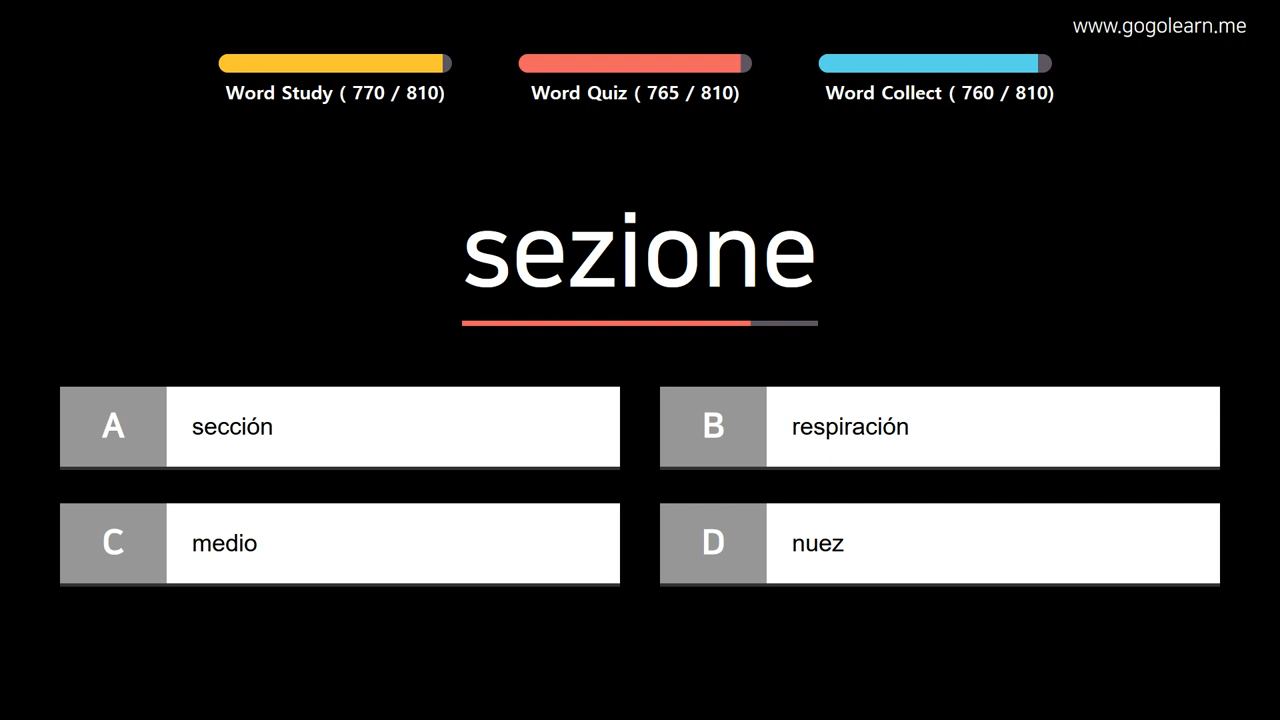 www.gogolearn.me
Word Study ( 770 / 810)
Word Quiz ( 765 / 810)
Word Collect ( 760 / 810)
sezione
A sección
B respiración
C medio
D nuez